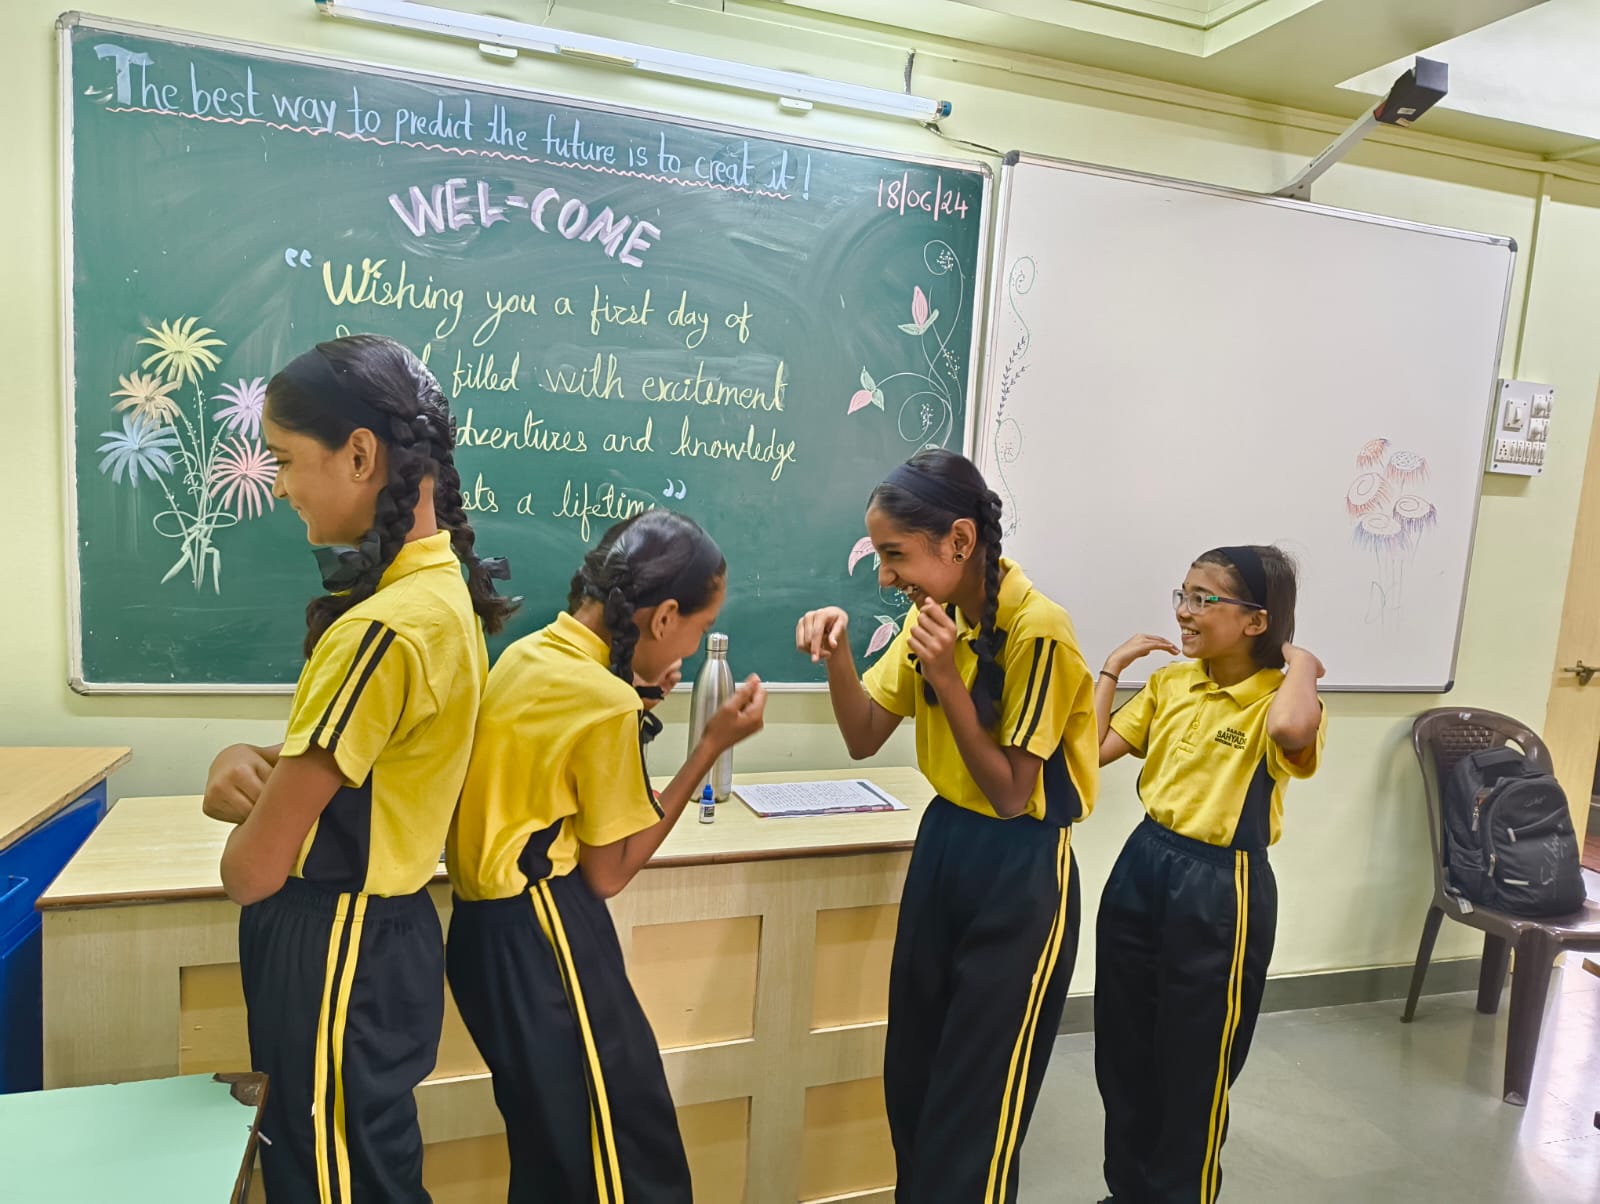 The best way to predict the future is to creat it!
18/06/24
WEL-COME
"Wishing you a first day of
filled with excitement
dventures and knowledge
sts a lifetim"
SAHYADRI